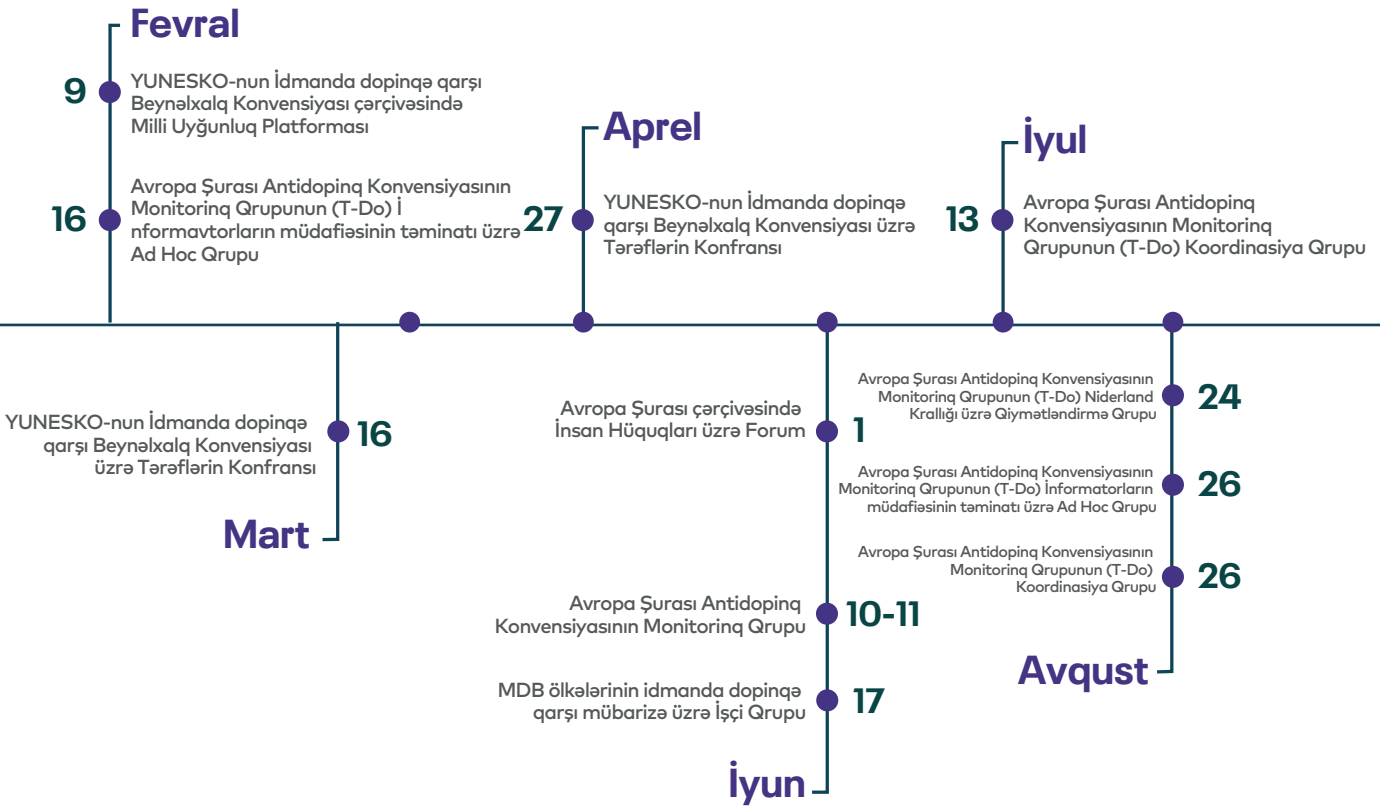 Fevral
9
YUNESKO-nun İdmanda dopinqə qarşı
Beynəlxalq Konvensiyası çərçivəsində
Milli Uyğunluq Platforması
16
Avropa Şurası Antidopinq Konvensiyasının
Monitorinq Qrupunun (T-Do) İ
nformavtorların müdafiəsinin təminatı üzrə
Ad Hoc Qrupu
YUNESKO-nun İdmanda dopinqə
qarşı Beynəlxalq Konvensiyası
üzrə Tərəflərin Konfransı
16
Mart
Aprel
27
YUNESKO-nun İdmanda dopinqə
qarşı Beynəlxalq Konvensiyası üzrə
Tərəflərin Konfransı
Avropa Şurası çərçivəsində
İnsan Hüquqları üzrə Forum
1
Avropa Şurası Antidopinq
Konvensiyasının Monitorinq Qrupu
10-11
MDB ölkələrinin idmanda dopinqə
qarşı mübarizə üzrə İşçi Qrupu
17
İyun
İyul
13
Avropa Şurası Antidopinq
Konvensiyasının Monitorinq
Qrupunun (T-Do) Koordinasiya Qrupu
Avropa Şurası Antidopinq Konvensiyasının
Monitorinq Qrupunun (T-Do) Niderland
Krallığı üzrə Qiymətləndirmə Qrupu
24
Avropa Şurası Antidopinq Konvensiyasının
Monitorinq Qrupunun (T-Do) İnformatorların
müdafiəsinin təminatı üzrə Ad Hoc Qrupu
26
Avropa Şurası Antidopinq Konvensiyasının
Monitorinq Qrupunun (T-Do)
Koordinasiya Qrupu
26
Avqust